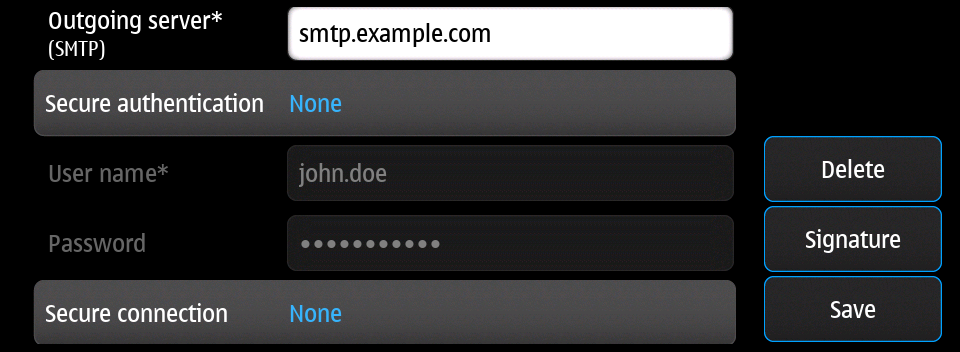 Outgoing server*
(SMTP)
smtp.example.com
Secure authentication None
User name* john.doe
Password •••••••••••
Secure connection None
Delete
Signature
Save